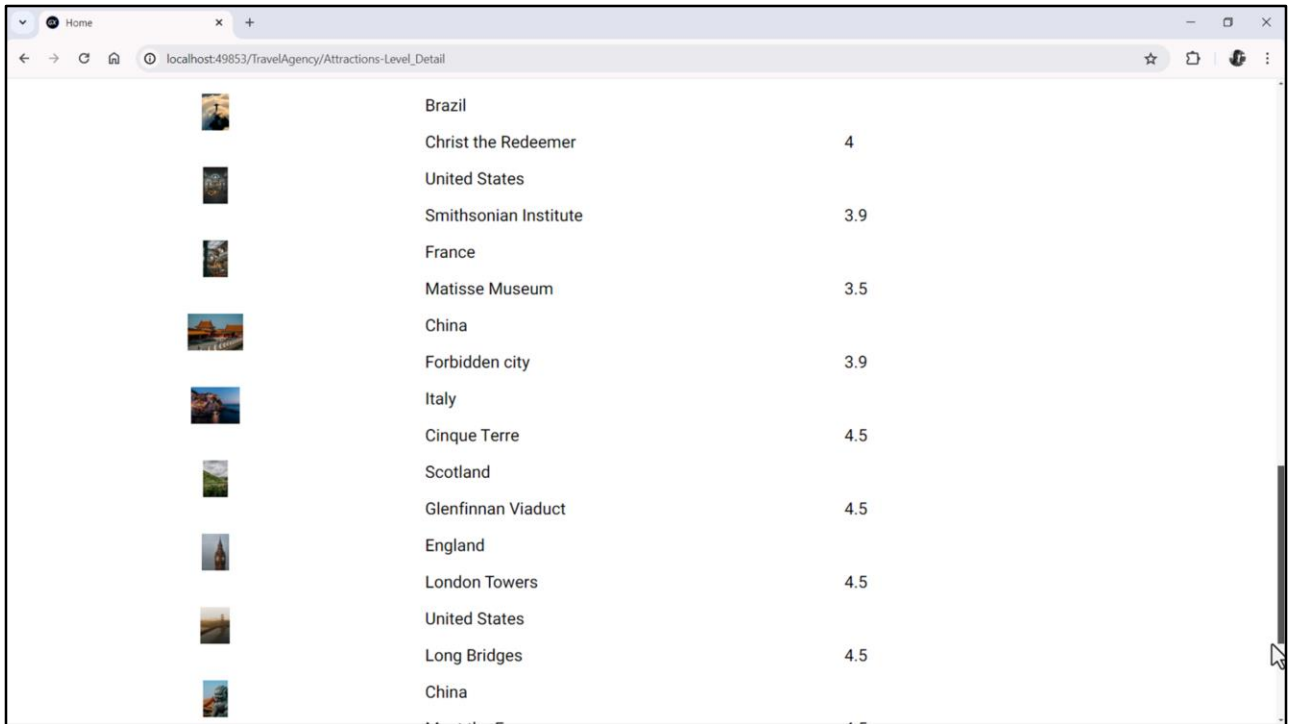 GX Home
localhost:49853/TravelAgency/Attractions-Level_Detail
Brazil
Christ the Redeemer 4
United States
Smithsonian Institute 3.9
France
Matisse Museum 3.5
China
Forbidden city 3.9
Italy
Cinque Terre 4.5
Scotland
Glenfinnan Viaduct 4.5
England
London Towers 4.5
United States
Long Bridges 4.5
China